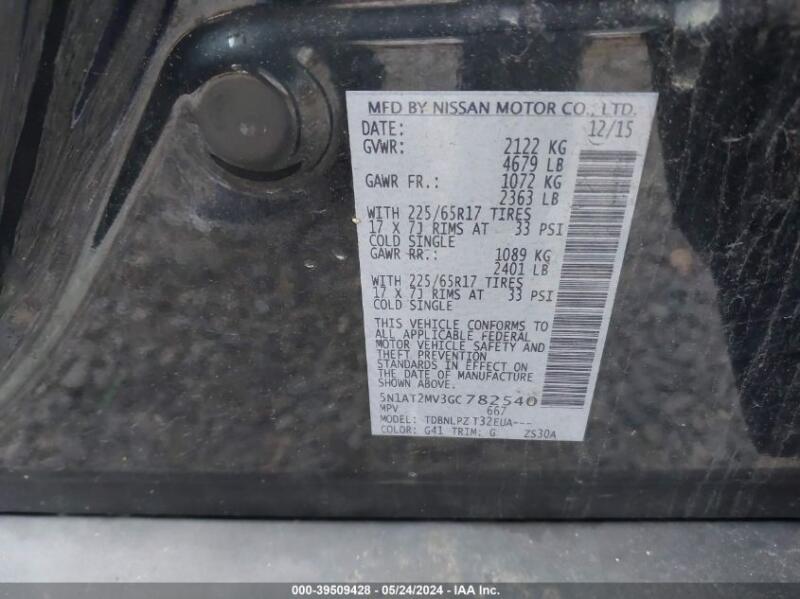 MFD BY NISSAN MOTOR CO., LTD.
DATE: 12/15
GVWR: 2122 KG
4679 LB
GAWR FR.: 1072 KG
2363 LB
WITH 225/65R17 TIRES
17 X 7J RIMS AT 33 PSI
COLD SINGLE
GAWR RR.: 1089 KG
2401 LB
WITH 225/65R17 TIRES
17 X 7J RIMS AT 33 PSI
COLD SINGLE
THIS VEHICLE CONFORMS TO
ALL APPLICABLE FEDERAL
MOTOR VEHICLE SAFETY AND
THEFT PREVENTION
STANDARDS IN EFFECT ON
THE DATE OF MANUFACTURE
SHOWN ABOVE.
5N1AT2MV3GC782540
MPV 667
MODEL: TDBNLPZ T32EUA---
COLOR: G41 TRIM: G ZS30A
000-39509428 - 05/24/2024 - IAA Inc.